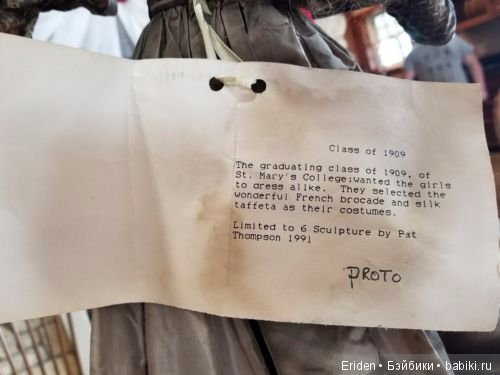 Class of 1909
The graduating class of 1909, of
St. Mary's College;wanted the girls
to dress alike. They selected the
wonderful French brocade and silk
taffeta as their costumes.
Limited to 6 Sculpture by Pat
Thompson 1991
PROTO
Eriden • Бэйбики • babiki.ru